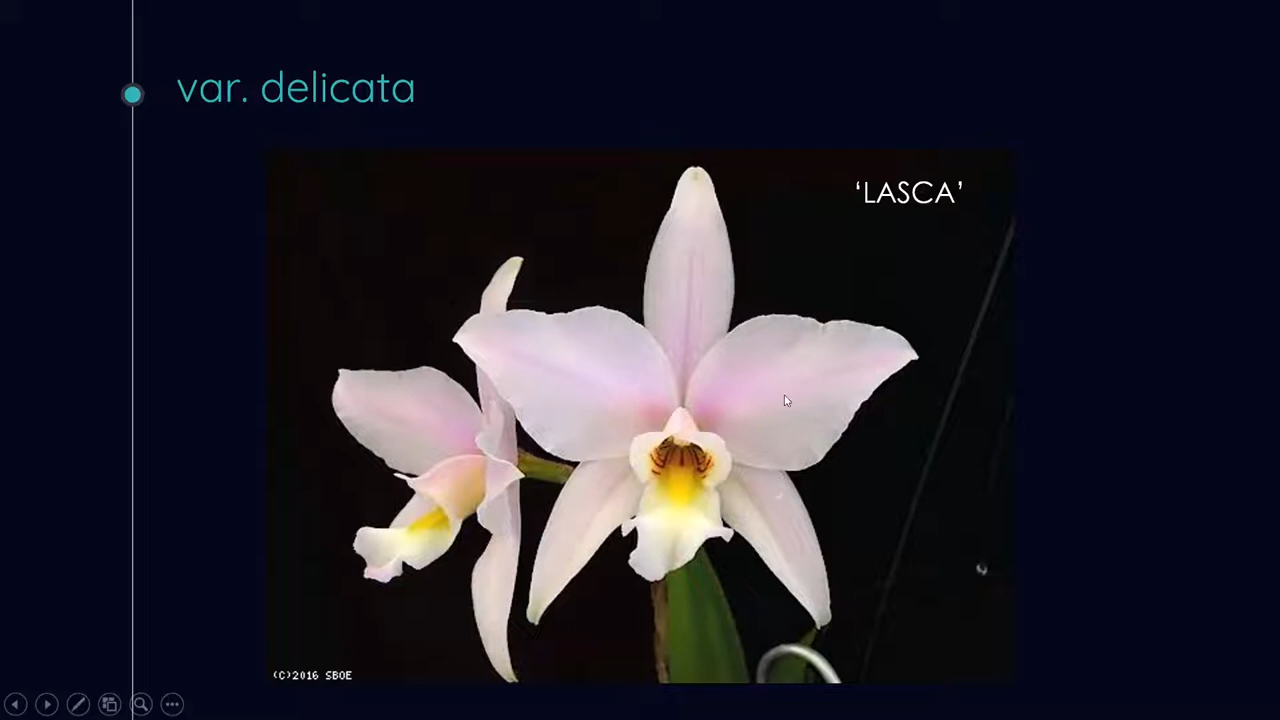 var. delicata
‘LASCA’
(C)2016 SBOE